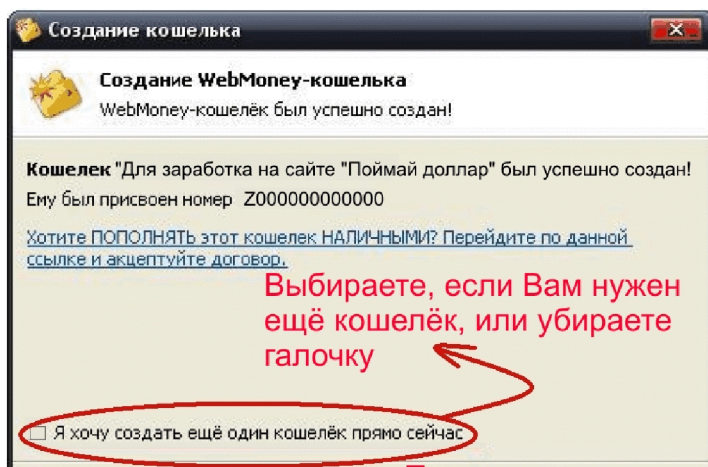 Создание кошелька
Создание WebMoney-кошелька
WebMoney-кошелёк был успешно создан!
Кошелек "Для заработка на сайте "Поймай доллар" был успешно создан!
Ему был присвоен номер Z000000000000
Хотите ПОПОЛНЯТЬ этот кошелек НАЛИЧНЫМИ? Перейдите по данной
ссылке и акцептуйте договор.
Выбираете, если Вам нужен
ещё кошелёк, или убираете
галочку
Я хочу создать ещё один кошелёк прямо сейчас